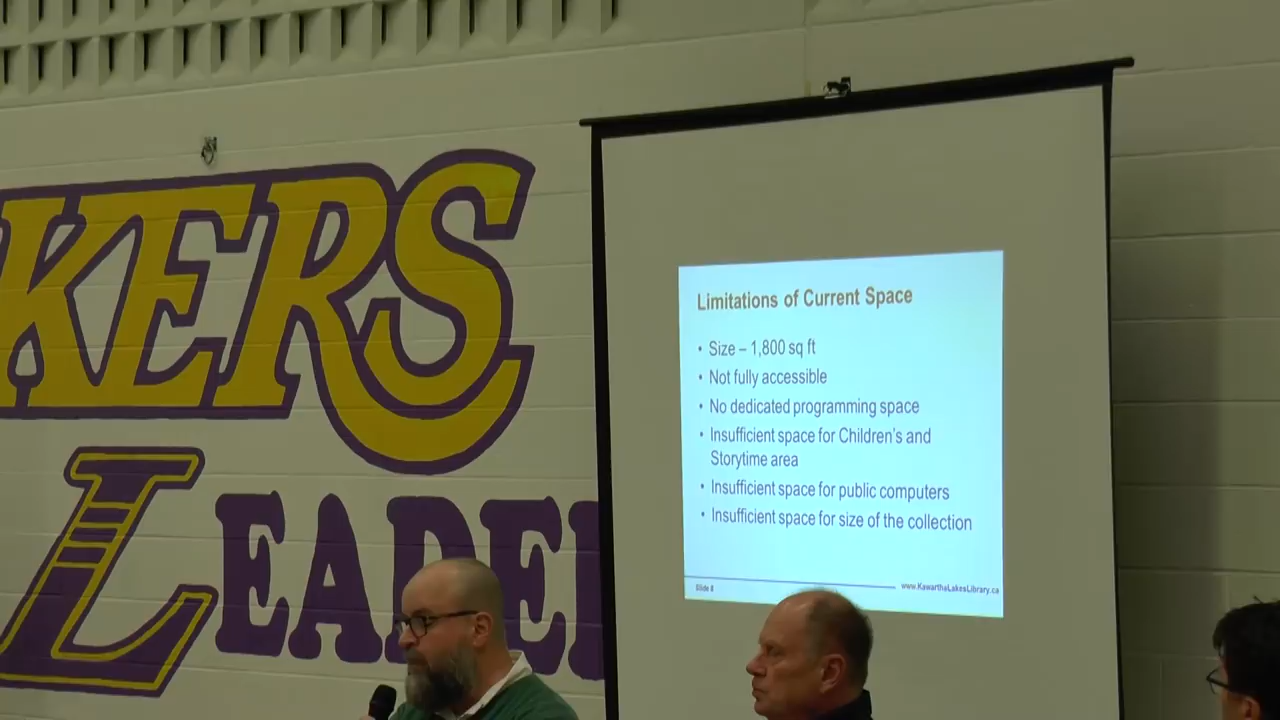 KERS
LEADE
Limitations of Current Space
• Size – 1,800 sq ft
• Not fully accessible
• No dedicated programming space
• Insufficient space for Children's and
Storytime area
• Insufficient space for public computers
• Insufficient space for size of the collection
Slide 8
www.KawarthaLakesLibrary.ca